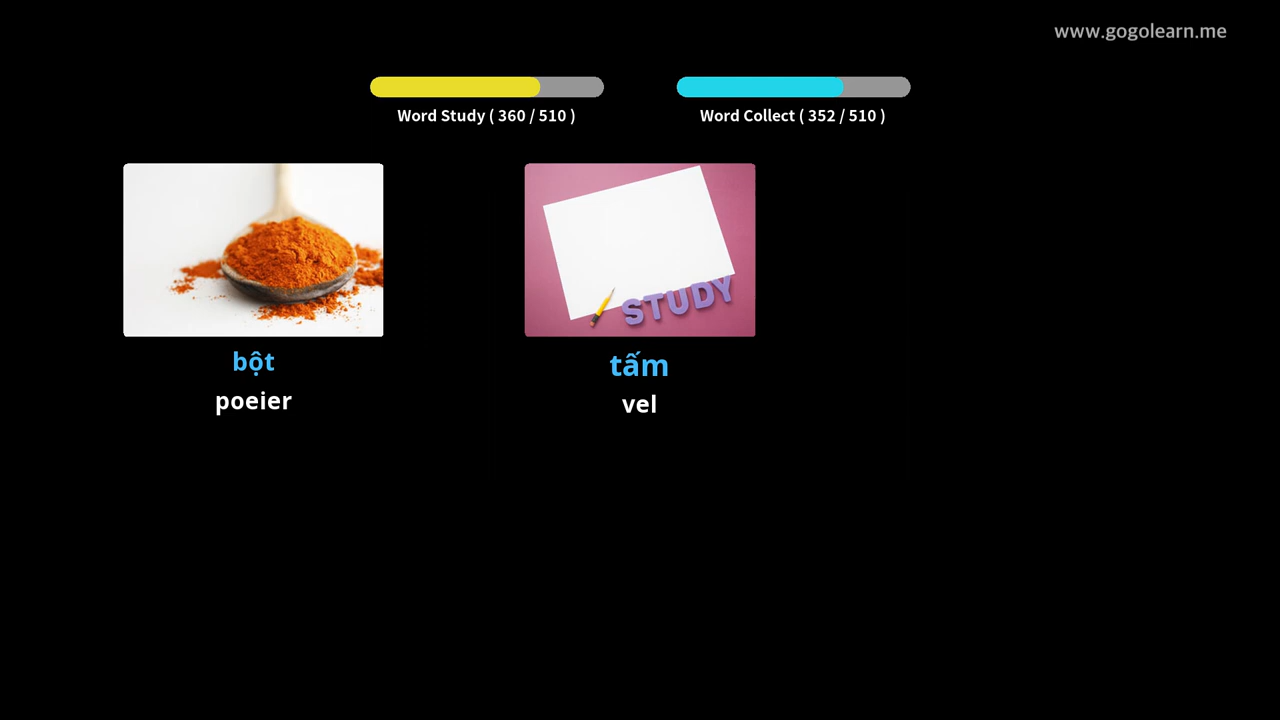 www.gogolearn.me
Word Study ( 360 / 510 )
Word Collect ( 352 / 510 )
STUDY
bột
tấm
poeier
vel